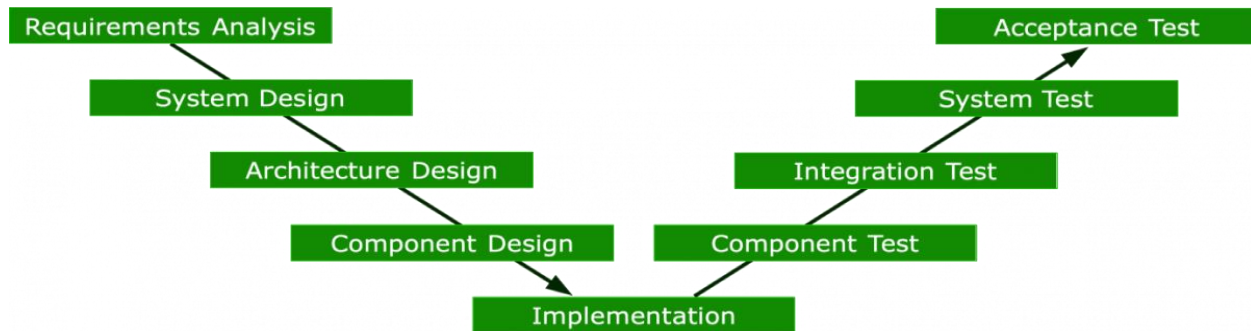 Requirements Analysis
Acceptance Test
System Design
System Test
Architecture Design
Integration Test
Component Design
Component Test
Implementation